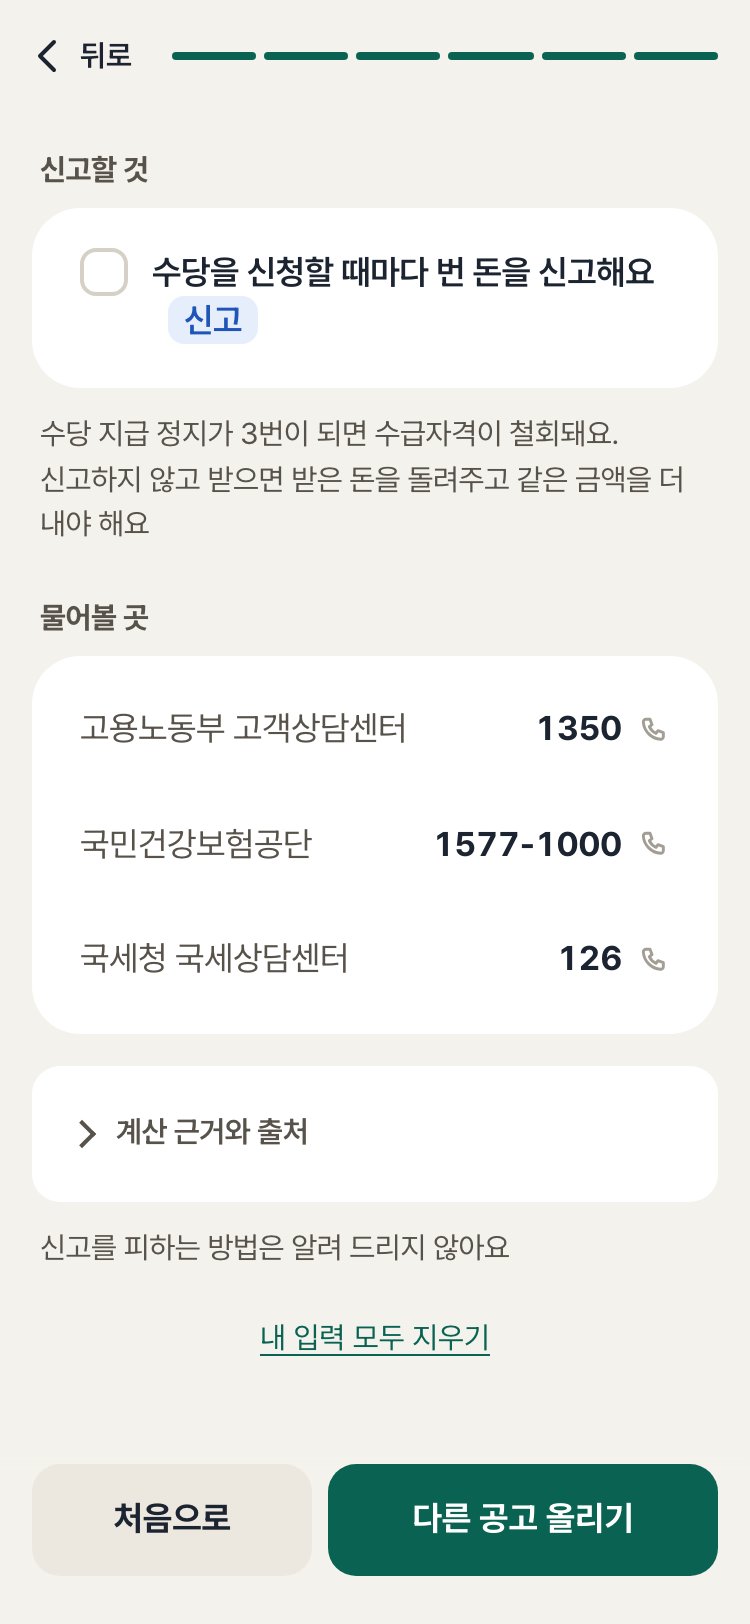 뒤로
신고할 것
수당을 신청할 때마다 번 돈을 신고해요
신고
수당 지급 정지가 3번이 되면 수급자격이 철회돼요.
신고하지 않고 받으면 받은 돈을 돌려주고 같은 금액을 더
내야 해요
물어볼 곳
고용노동부 고객상담센터 1350
국민건강보험공단 1577-1000
국세청 국세상담센터 126
계산 근거와 출처
신고를 피하는 방법은 알려 드리지 않아요
내 입력 모두 지우기
처음으로 다른 공고 올리기